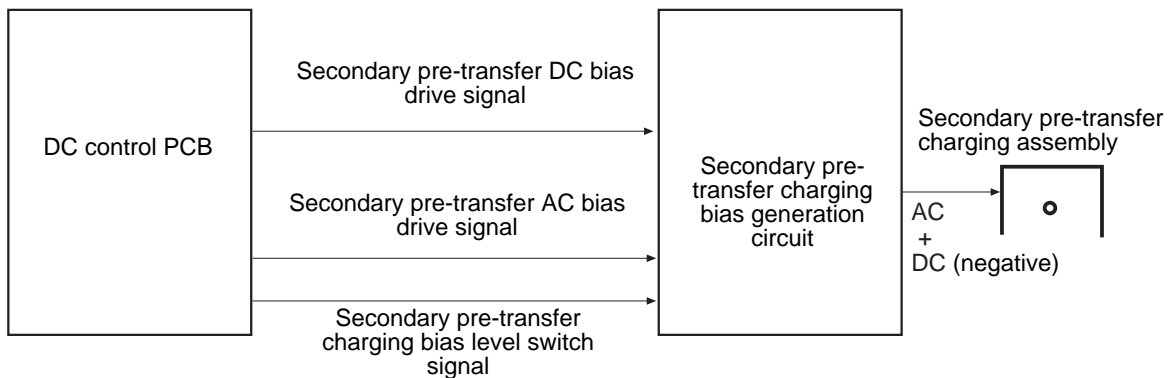 Secondary pre-transfer DC bias
drive signal
DC control PCB
Secondary pre-transfer AC bias
drive signal
Secondary pre-transfer
charging bias level switch
signal
Secondary pre-
transfer charging
bias generation
circuit
Secondary pre-transfer
charging assembly
AC
+
DC (negative)